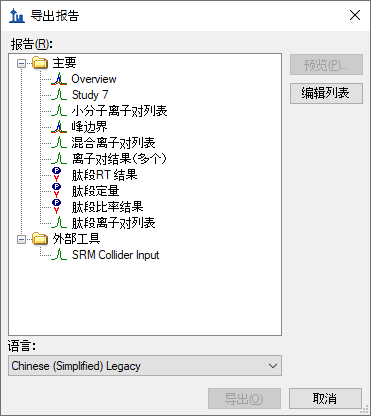 导出报告
报告(R):
主要
Overview
Study 7
小分子离子对列表
峰边界
混合离子对列表
离子对结果(多个)
肽段RT 结果
肽段定量
肽段比率结果
肽段离子对列表
外部工具
SRM Collider Input
预览(P)...
编辑列表
语言:
Chinese (Simplified) Legacy
导出(O)
取消